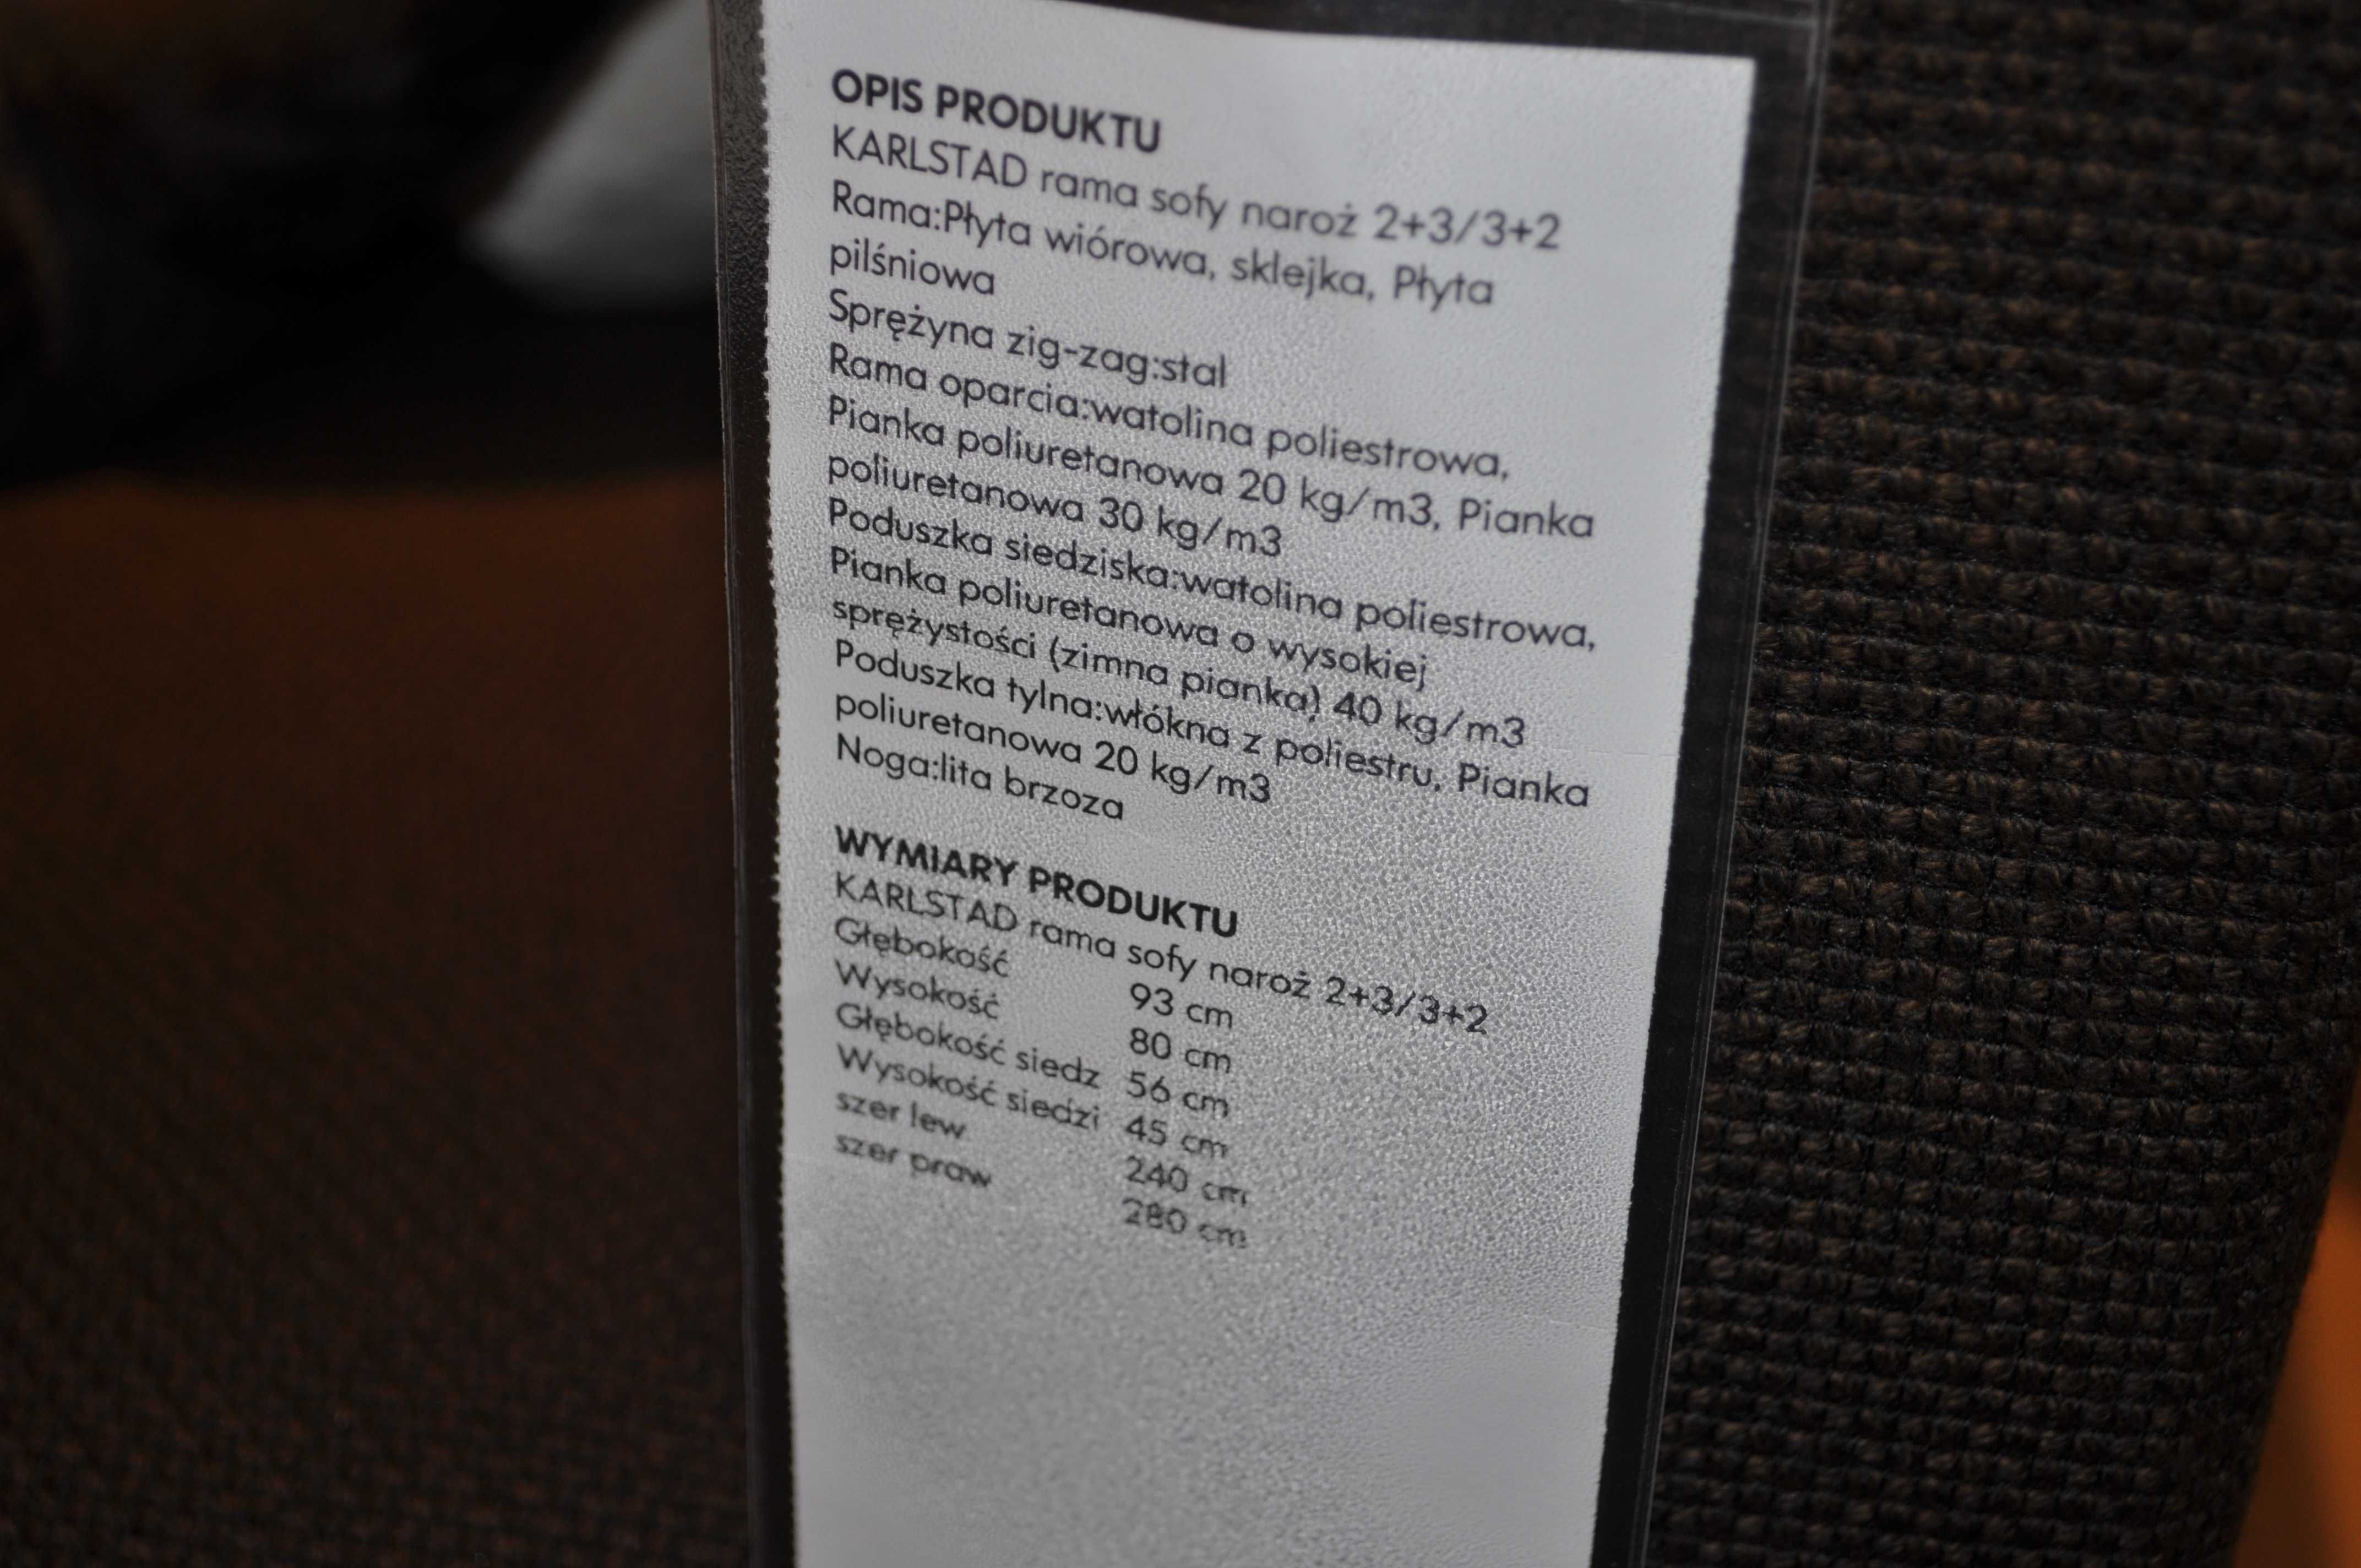 OPIS PRODUKTU
KARLSTAD rama sofy naroż 2+3/3+2
Rama:Płyta wiórowa, sklejka, Płyta
pilśniowa
Sprężyna zig-zag:stal
Rama oparcia:watolina poliestrowa,
Pianka poliuretanowa 20 kg/m3, Pianka
poliuretanowa 30 kg/m3
Poduszka siedziska:watolina poliestrowa,
Pianka poliuretanowa o wysokiej
sprężystości (zimna pianka) 40 kg/m3
Poduszka tylna:włókna z poliestru, Pianka
poliuretanowa 20 kg/m3
Noga:lita brzoza
WYMIARY PRODUKTU
KARLSTAD rama sofy naroż 2+3/3+2
Głębokość 93 cm
Wysokość 80 cm
Głębokość siedz 56 cm
Wysokość siedzi 45 cm
szer lew 240 cm
szer praw 280 cm